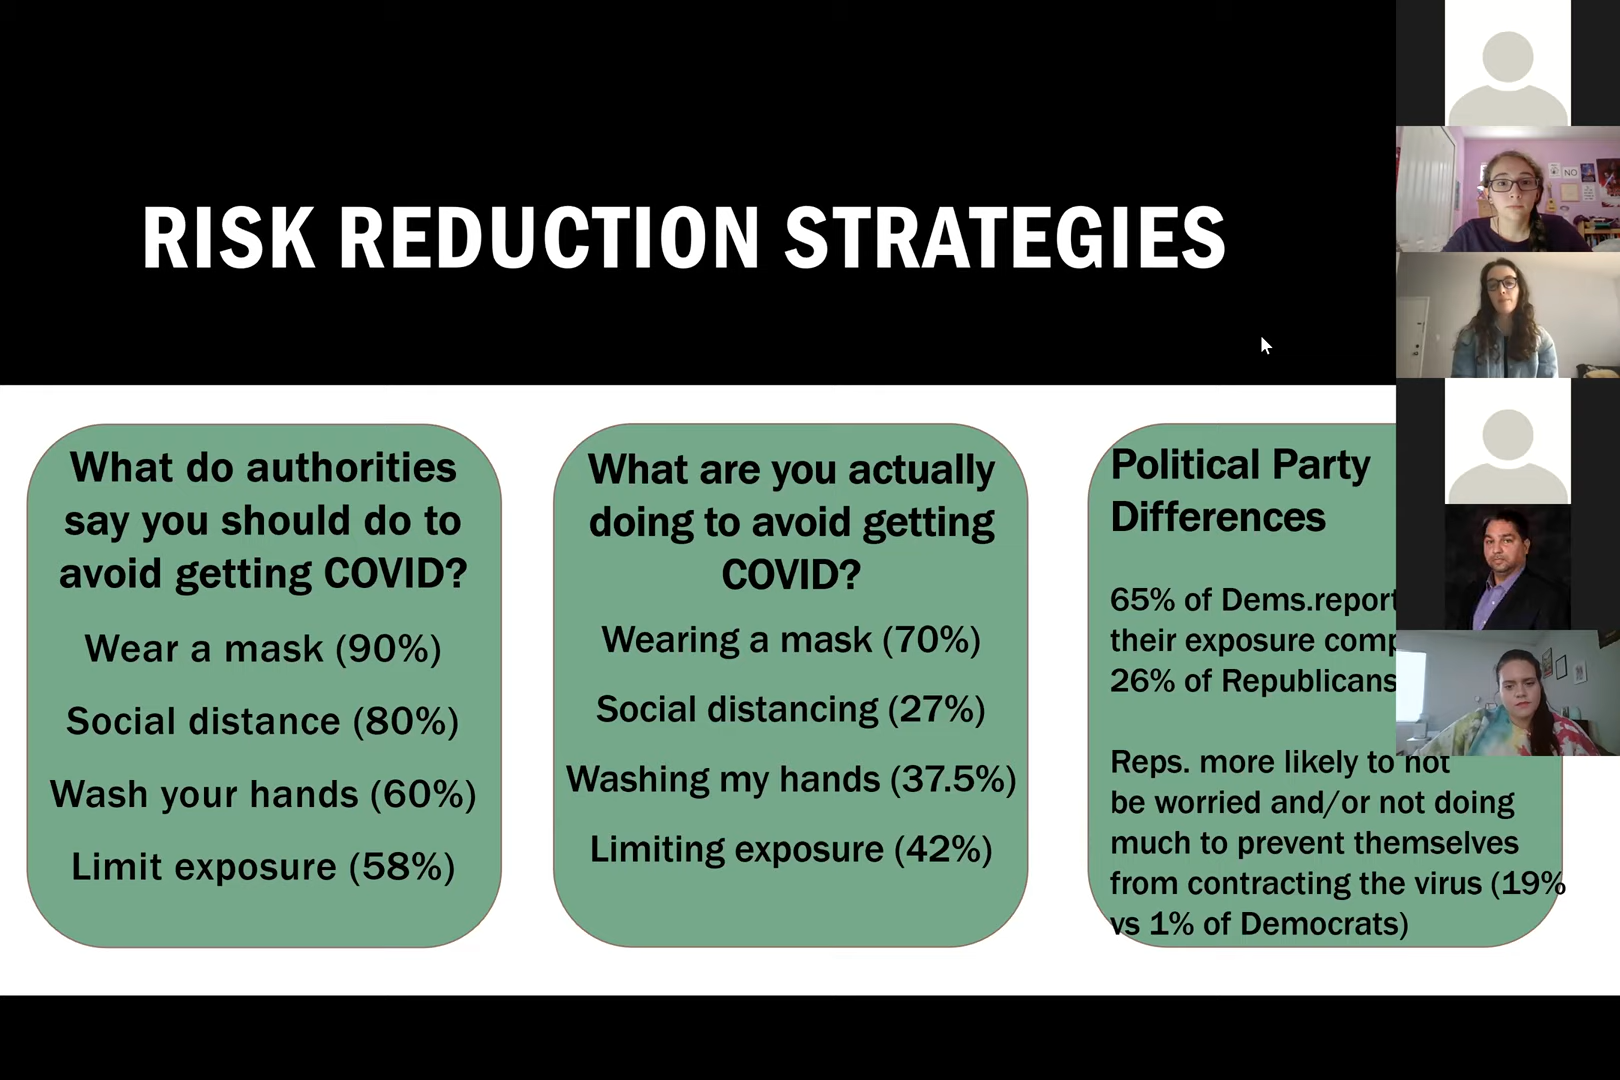 RISK REDUCTION STRATEGIES
What do authorities
say you should do to
avoid getting COVID?
Wear a mask (90%)
Social distance (80%)
Wash your hands (60%)
Limit exposure (58%)
What are you actually
doing to avoid getting
COVID?
Wearing a mask (70%)
Social distancing (27%)
Washing my hands (37.5%)
Limiting exposure (42%)
Political Party
Differences
65% of Dems.report
their exposure comp
26% of Republicans
Reps. more likely to not
be worried and/or not doing
much to prevent themselves
from contracting the virus (19%
vs 1% of Democrats)
NO